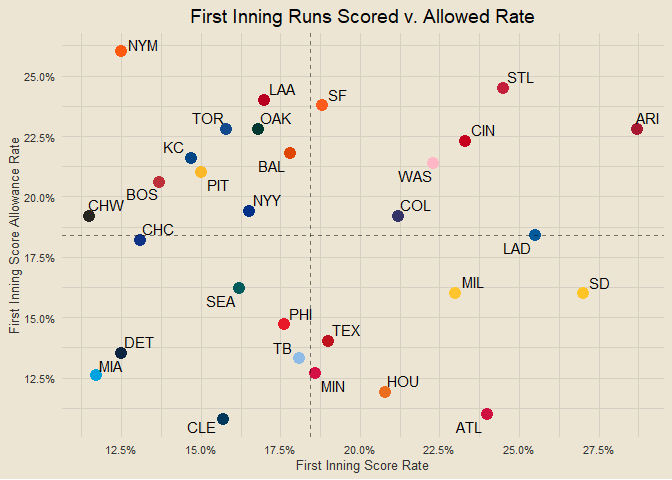 First Inning Runs Scored v. Allowed Rate
NYM
25.0%
STL
LAA
SF
TOR
OAK
ARI
22.5%
CIN
KC
BAL
WAS
PIT
BOS
20.0%
NYY
CHW
COL
CHC
LAD
17.5%
First Inning Score Allowance Rate
SEA
MIL
SD
PHI
15.0%
TEX
DET
TB
MIA
12.5%
MIN
HOU
CLE
ATL
12.5%
15.0%
17.5%
20.0%
22.5%
25.0%
27.5%
First Inning Score Rate